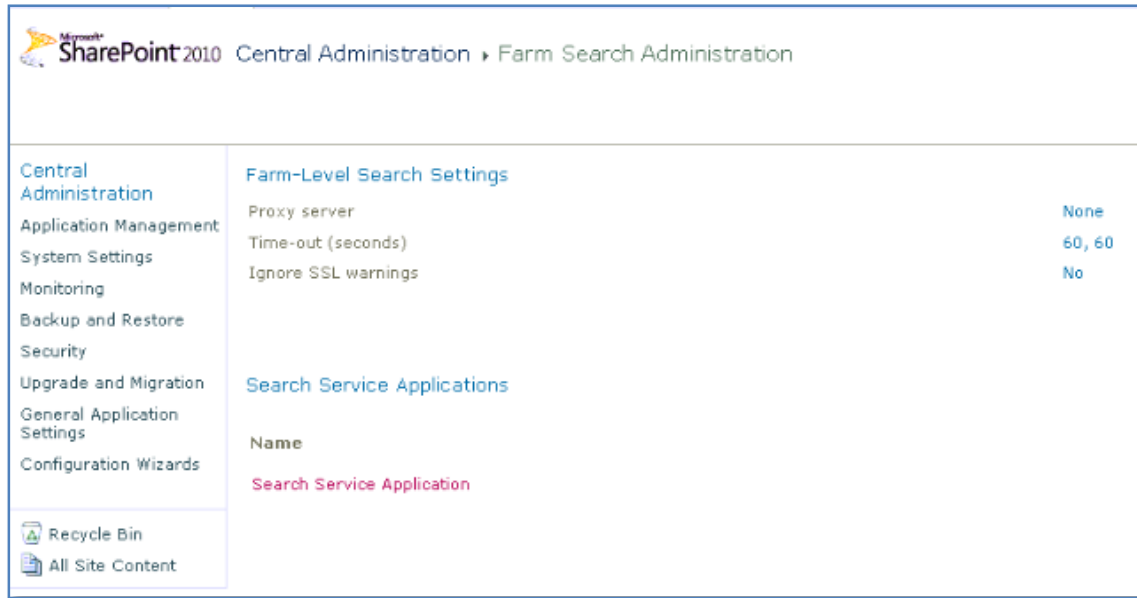 Microsoft
SharePoint 2010 Central Administration ▸ Farm Search Administration
Central
Administration
Application Management
System Settings
Monitoring
Backup and Restore
Security
Upgrade and Migration
General Application
Settings
Configuration Wizards
Recycle Bin
All Site Content
Farm-Level Search Settings
Proxy server None
Time-out (seconds) 60, 60
Ignore SSL warnings No
Search Service Applications
Name
Search Service Application